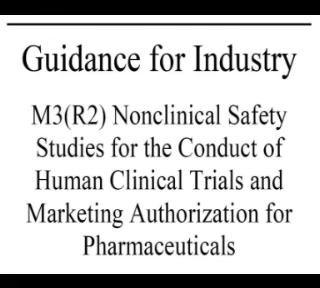 Guidance for Industry
M3(R2) Nonclinical Safety
Studies for the Conduct of
Human Clinical Trials and
Marketing Authorization for
Pharmaceuticals